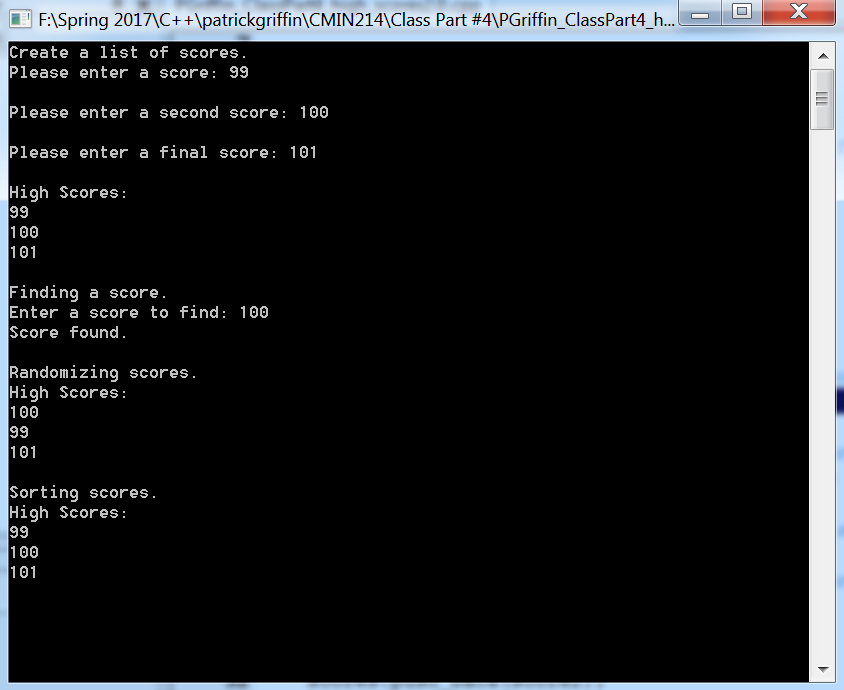 F:\Spring 2017\C++\patrickgriffin\CMIN214\Class Part #4\PGriffin_ClassPart4_h...
Create a list of scores.
Please enter a score: 99
Please enter a second score: 100
Please enter a final score: 101
High Scores:
99
100
101
Finding a score.
Enter a score to find: 100
Score found.
Randomizing scores.
High Scores:
100
99
101
Sorting scores.
High Scores:
99
100
101